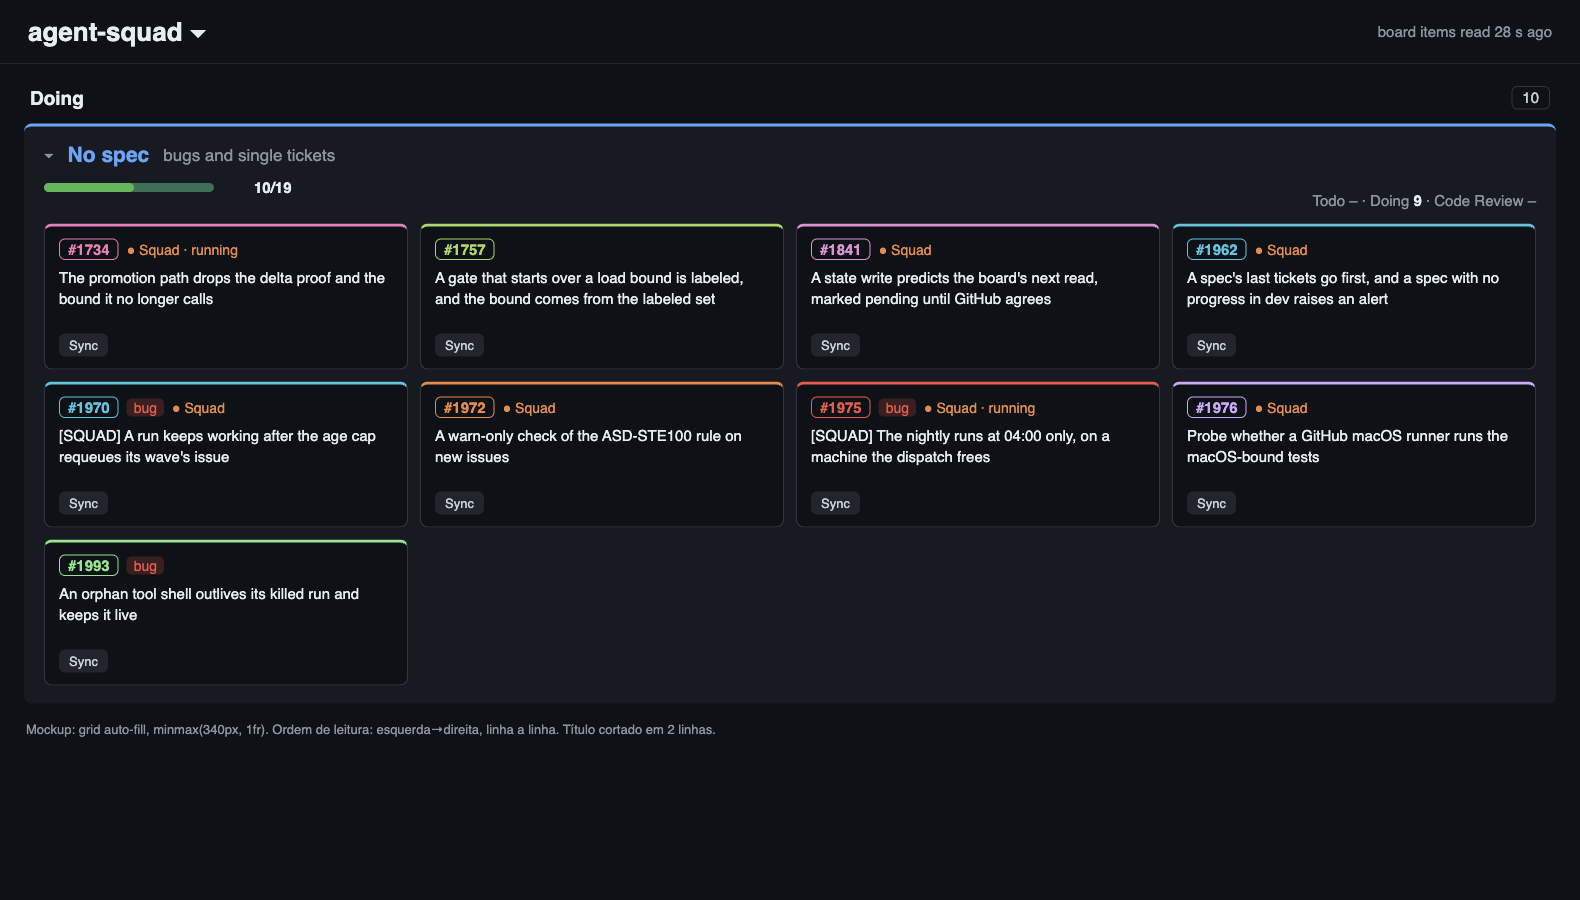 agent-squad
board items read 28 s ago
Doing
10
No spec bugs and single tickets
10/19
Todo – · Doing 9 · Code Review –
#1734 • Squad · running
The promotion path drops the delta proof and the
bound it no longer calls
Sync
#1757
A gate that starts over a load bound is labeled,
and the bound comes from the labeled set
Sync
#1841 • Squad
A state write predicts the board's next read,
marked pending until GitHub agrees
Sync
#1962 • Squad
A spec's last tickets go first, and a spec with no
progress in dev raises an alert
Sync
#1970 bug • Squad
[SQUAD] A run keeps working after the age cap
requeues its wave's issue
Sync
#1972 • Squad
A warn-only check of the ASD-STE100 rule on
new issues
Sync
#1975 bug • Squad · running
[SQUAD] The nightly runs at 04:00 only, on a
machine the dispatch frees
Sync
#1976 • Squad
Probe whether a GitHub macOS runner runs the
macOS-bound tests
Sync
#1993 bug
An orphan tool shell outlives its killed run and
keeps it live
Sync
Mockup: grid auto-fill, minmax(340px, 1fr). Ordem de leitura: esquerda→direita, linha a linha. Título cortado em 2 linhas.